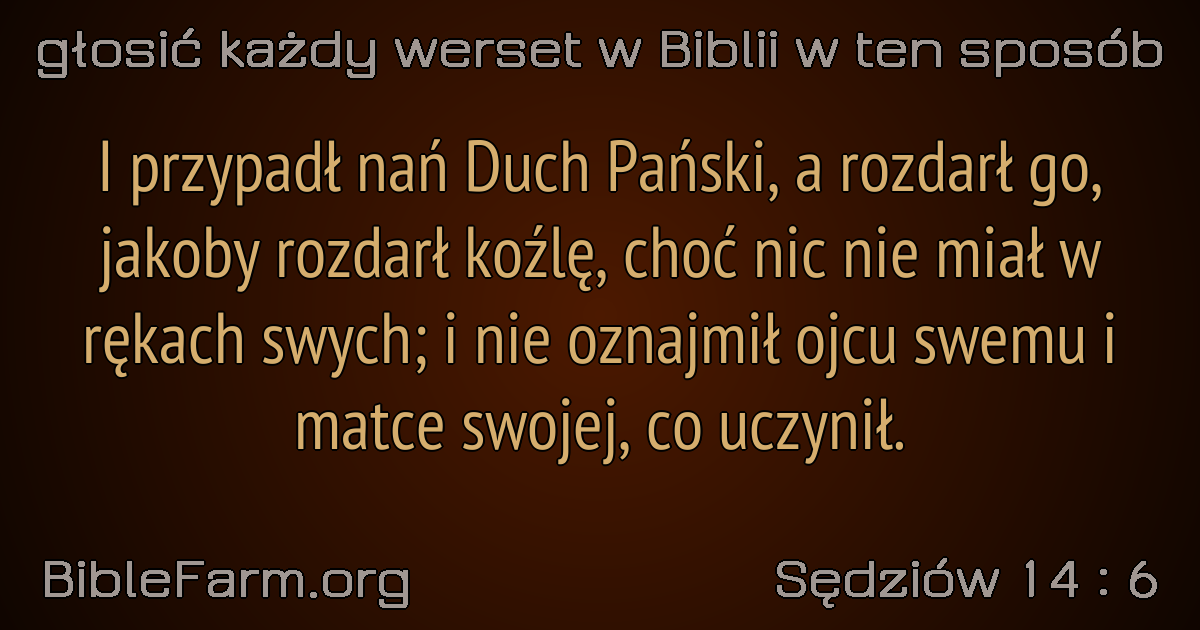 głosić każdy werset w Biblii w ten sposób
I przypadł nań Duch Pański, a rozdarł go,
jakoby rozdarł koźlę, choć nic nie miał w
rękach swych; i nie oznajmił ojcu swemu i
matce swojej, co uczynił.
BibleFarm.org
Sędziów 14 : 6